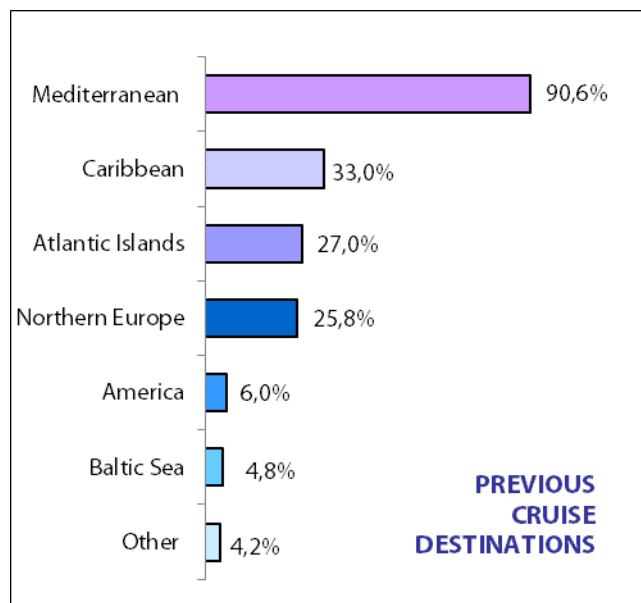 Mediterranean 90,6%
Caribbean 33,0%
Atlantic Islands 27,0%
Northern Europe 25,8%
America 6,0%
Baltic Sea 4,8%
Other 4,2%
PREVIOUS
CRUISE
DESTINATIONS